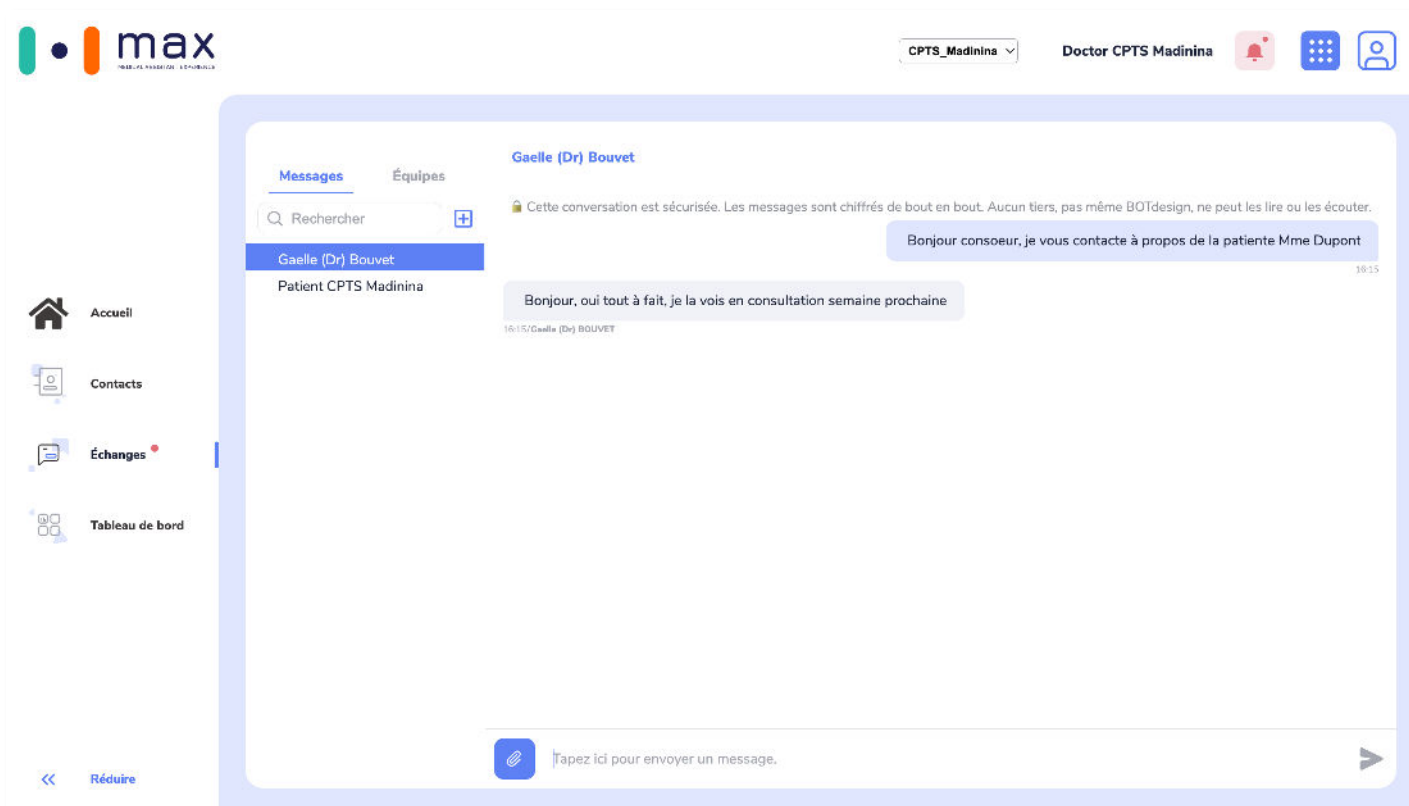 max
MEDICAL ASSISTANT EXPERIENCE
CPTS_Madinina
Doctor CPTS Madinina
Accueil
Contacts
Échanges
Tableau de bord
Réduire
Messages
Équipes
Rechercher
Gaelle (Dr) Bouvet
Patient CPTS Madinina
Gaelle (Dr) Bouvet
Cette conversation est sécurisée. Les messages sont chiffrés de bout en bout. Aucun tiers, pas même BOTdesign, ne peut les lire ou les écouter.
Bonjour consoeur, je vous contacte à propos de la patiente Mme Dupont
16:15
Bonjour, oui tout à fait, je la vois en consultation semaine prochaine
16:15/Gaelle (Dr) BOUVET
Tapez ici pour envoyer un message.